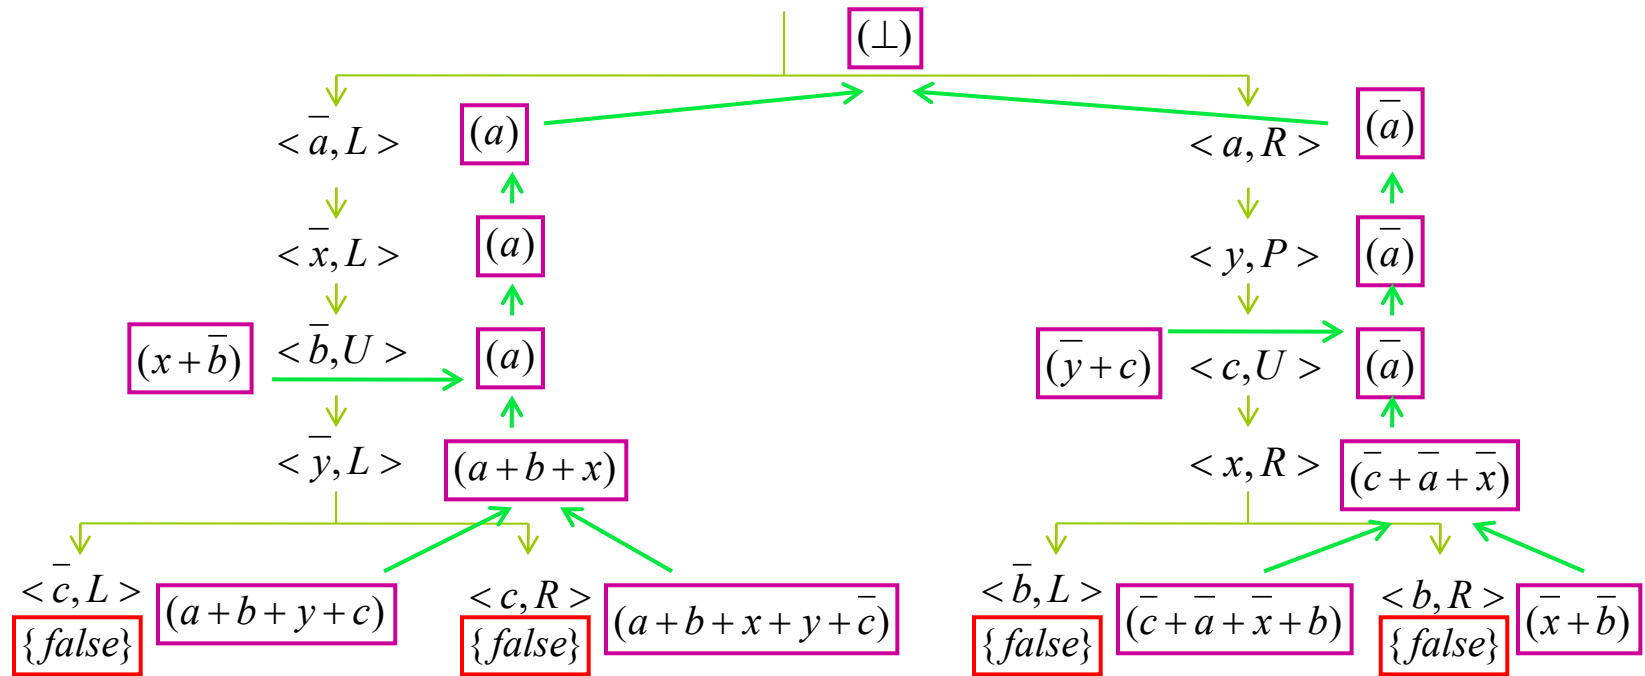 (⊥)
< a̅, L >
(a)
< a, R >
(a̅)
< x̅, L >
(a)
< y, P >
(a̅)
(x + b̅)
< b̅, U >
(a)
(y̅ + c)
< c, U >
(a̅)
< y̅, L >
(a + b + x)
< x, R >
(c̅ + a̅ + x̅)
< c̅, L >
{false}
(a + b + y + c)
< c, R >
{false}
(a + b + x + y + c̅)
< b̅, L >
{false}
(c̅ + a̅ + x̅ + b)
< b, R >
{false}
(x̅ + b̅)